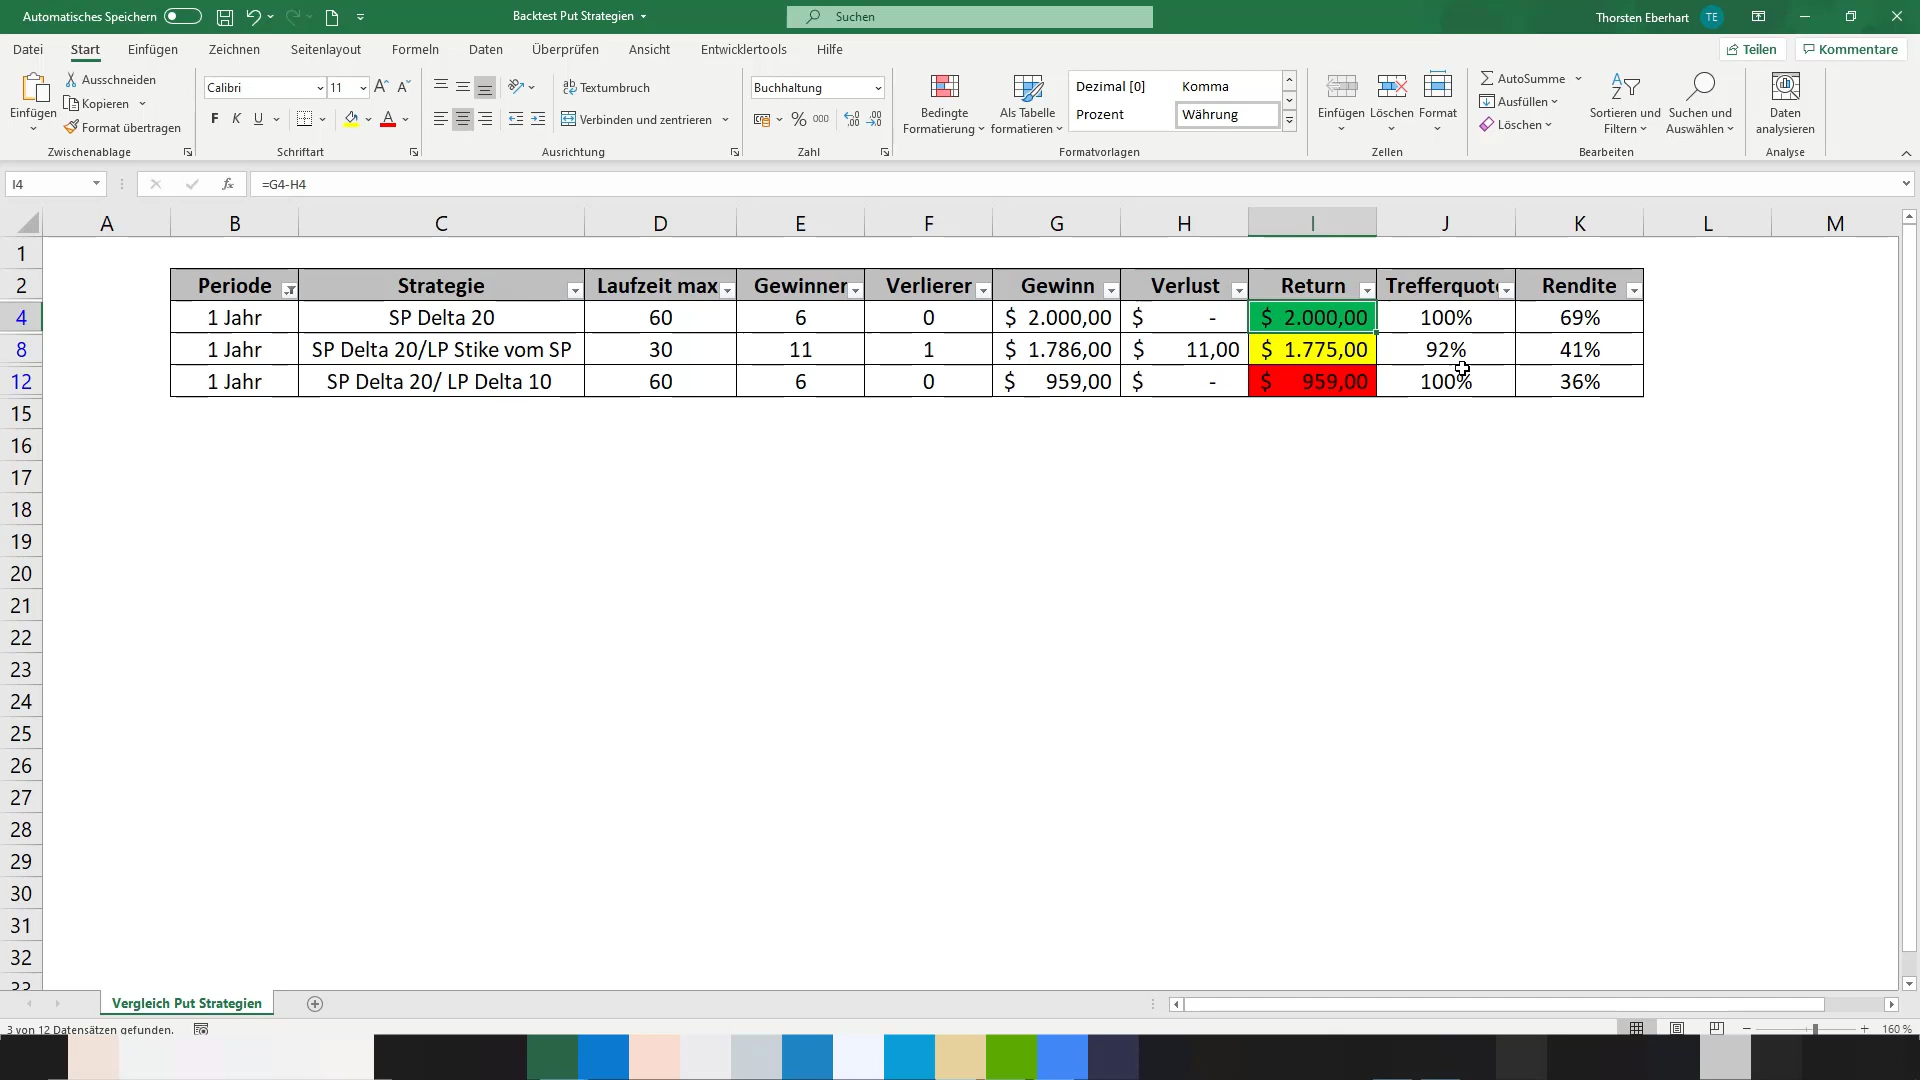 Automatisches Speichern
Backtest Put Strategien
Suchen
Thorsten Eberhart TE
Datei Start Einfügen Zeichnen Seitenlayout Formeln Daten Überprüfen Ansicht Entwicklertools Hilfe
Teilen Kommentare
Einfügen
Ausschneiden
Kopieren
Format übertragen
Zwischenablage
Calibri 11
F K U
Schriftart
Textumbruch
Verbinden und zentrieren
Ausrichtung
Buchhaltung
% 000
Zahl
Bedingte Formatierung
Als Tabelle formatieren
Dezimal [0] Komma
Prozent Währung
Formatvorlagen
Einfügen Löschen Format
Zellen
AutoSumme
Ausfüllen
Löschen
Sortieren und Filtern
Suchen und Auswählen
Bearbeiten
Daten analysieren
Analyse
I4 fx =G4-H4
A B C D E F G H I J K L M
1
2 Periode Strategie Laufzeit max Gewinner Verlierer Gewinn Verlust Return Trefferquote Rendite
4 1 Jahr SP Delta 20 60 6 0 $ 2.000,00 $ - $ 2.000,00 100% 69%
8 1 Jahr SP Delta 20/LP Stike vom SP 30 11 1 $ 1.786,00 $ 11,00 $ 1.775,00 92% 41%
12 1 Jahr SP Delta 20/ LP Delta 10 60 6 0 $ 959,00 $ - $ 959,00 100% 36%
15
16
17
18
19
20
21
22
23
24
25
26
27
28
29
30
31
32
33
Vergleich Put Strategien
3 von 12 Datensätzen gefunden.
160 %